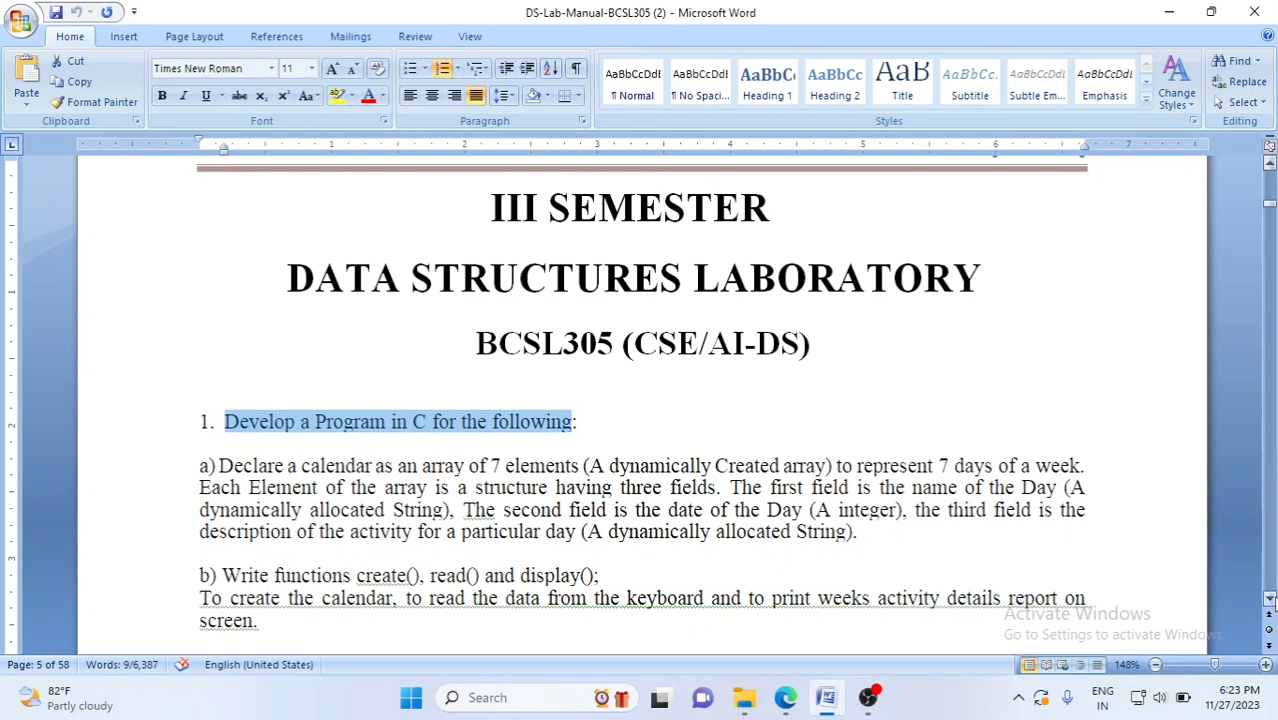 DS-Lab-Manual-BCSL305 (2) - Microsoft Word
Home Insert Page Layout References Mailings Review View
Paste
Cut
Copy
Format Painter
Clipboard
Times New Roman 11
Font
Paragraph
AaBbCcDdI AaBbCcDdI AaBbCc AaBbCc AaB AaBbCc AaBbCcDdI AaBbCcDdI
¶ Normal ¶ No Spaci... Heading 1 Heading 2 Title Subtitle Subtle Em... Emphasis
Change Styles
Styles
Find
Replace
Select
Editing
1 2 3 4 5 6 7
III SEMESTER
DATA STRUCTURES LABORATORY
BCSL305 (CSE/AI-DS)
1. Develop a Program in C for the following:
a) Declare a calendar as an array of 7 elements (A dynamically Created array) to represent 7 days of a week.
Each Element of the array is a structure having three fields. The first field is the name of the Day (A
dynamically allocated String), The second field is the date of the Day (A integer), the third field is the
description of the activity for a particular day (A dynamically allocated String).
b) Write functions create(), read() and display();
To create the calendar, to read the data from the keyboard and to print weeks activity details report on
screen.
Activate Windows
Go to Settings to activate Windows.
Page: 5 of 58 Words: 9/6,387 English (United States) 148%
82°F
Partly cloudy
Search
ENG
IN
6:23 PM
11/27/2023